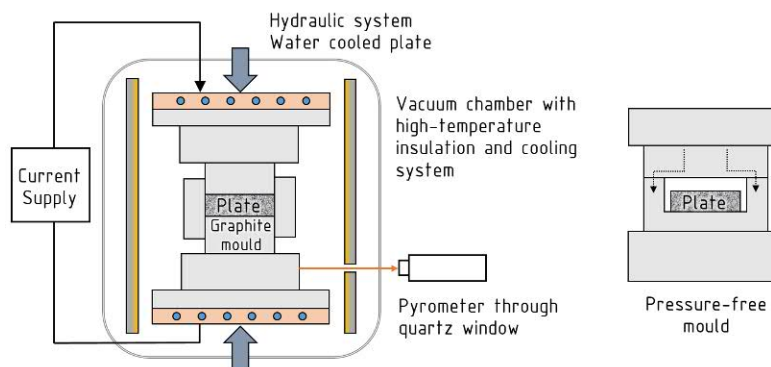 Hydraulic system
Water cooled plate
Vacuum chamber with
high-temperature
insulation and cooling
system
Current
Supply
Plate
Graphite
mould
Pyrometer through
quartz window
Plate
Pressure-free
mould